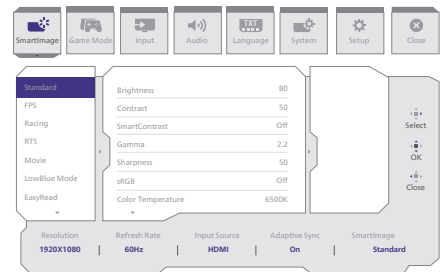 SmartImage
Game Mode
Input
Audio
TXT
Language
System
Setup
Close
Standard
FPS
Racing
RTS
Movie
LowBlue Mode
EasyRead
Brightness 80
Contrast 50
SmartContrast Off
Gamma 2.2
Sharpness 50
sRGB Off
Color Temperature 6500K
Select
OK
Close
Resolution Refresh Rate Input Source Adaptive Sync SmartImage
1920X1080 | 60Hz | HDMI | On | Standard